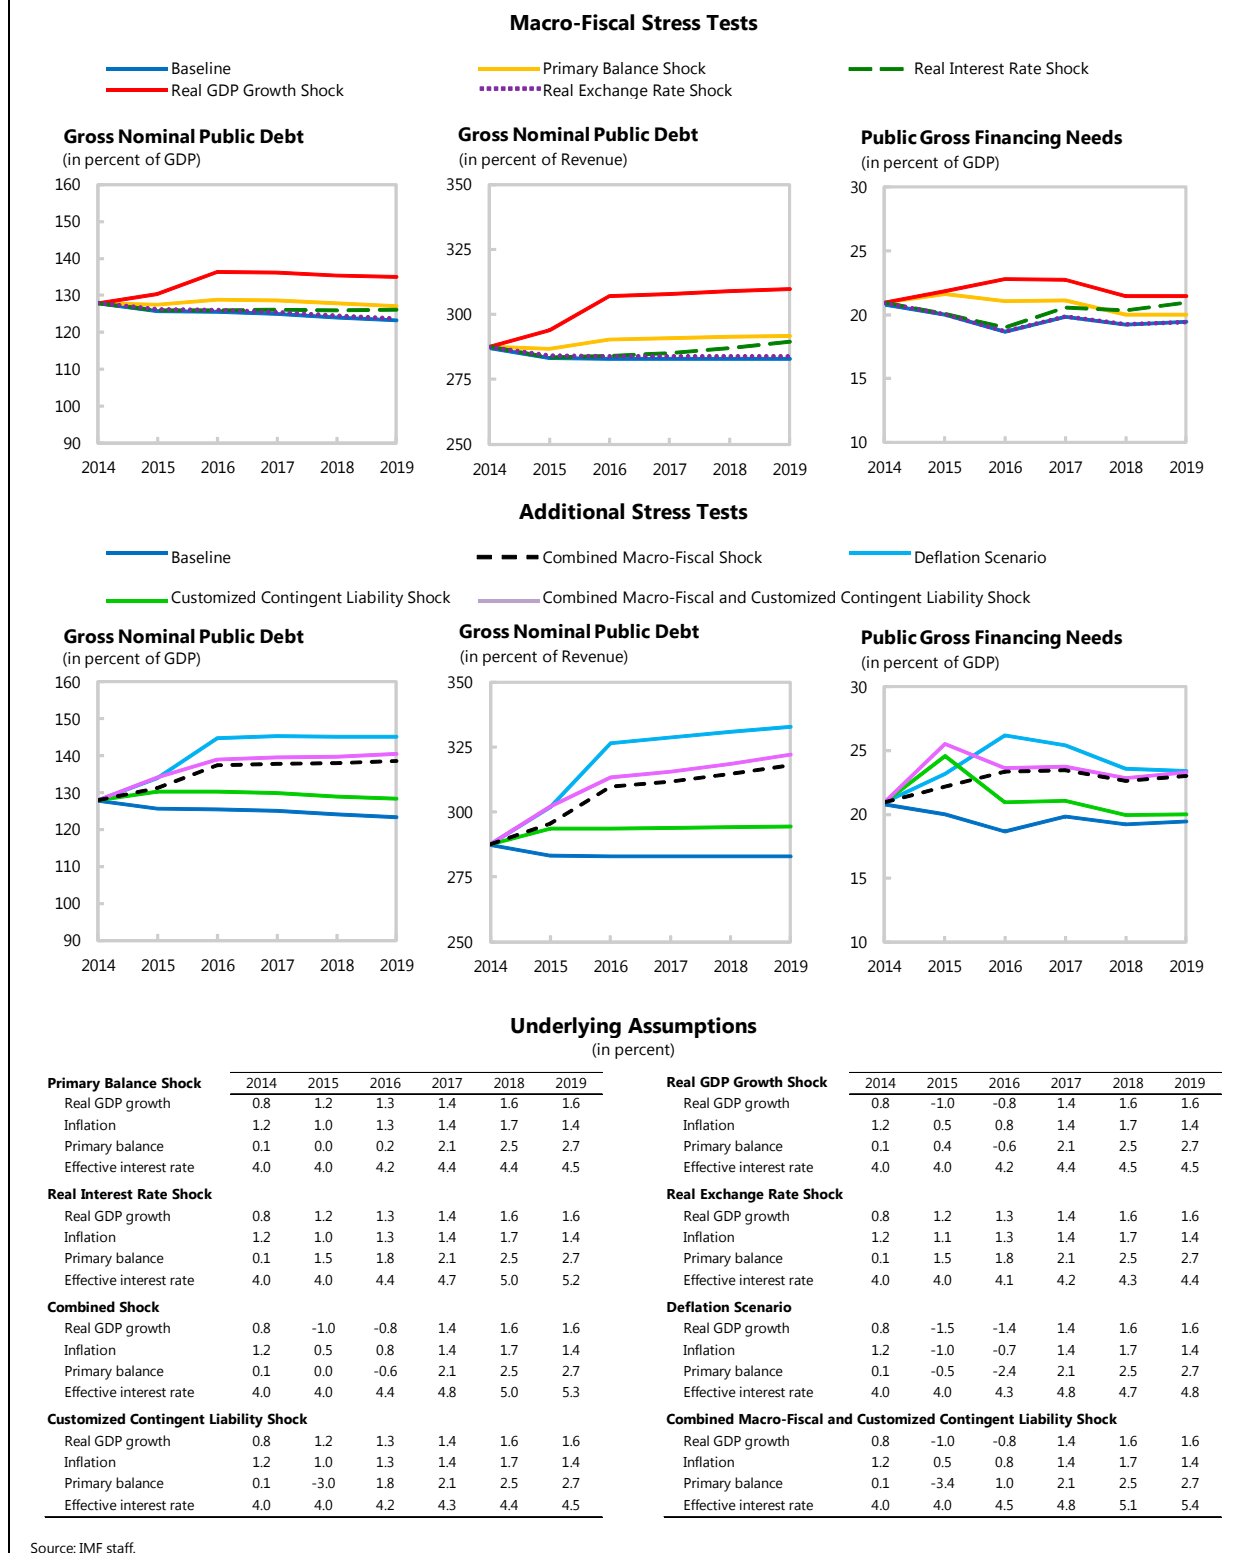 Macro-Fiscal Stress Tests
Baseline Primary Balance Shock Real Interest Rate Shock
Real GDP Growth Shock Real Exchange Rate Shock
Gross Nominal Public Debt
(in percent of GDP)
160
150
140
130
120
110
100
90
2014 2015 2016 2017 2018 2019
Gross Nominal Public Debt
(in percent of Revenue)
350
325
300
275
250
2014 2015 2016 2017 2018 2019
Public Gross Financing Needs
(in percent of GDP)
30
25
20
15
10
2014 2015 2016 2017 2018 2019
Additional Stress Tests
Baseline Combined Macro-Fiscal Shock Deflation Scenario
Customized Contingent Liability Shock Combined Macro-Fiscal and Customized Contingent Liability Shock
Gross Nominal Public Debt
(in percent of GDP)
160
150
140
130
120
110
100
90
2014 2015 2016 2017 2018 2019
Gross Nominal Public Debt
(in percent of Revenue)
350
325
300
275
250
2014 2015 2016 2017 2018 2019
Public Gross Financing Needs
(in percent of GDP)
30
25
20
15
10
2014 2015 2016 2017 2018 2019
Underlying Assumptions
(in percent)
Primary Balance Shock 2014 2015 2016 2017 2018 2019
Real GDP growth 0.8 1.2 1.3 1.4 1.6 1.6
Inflation 1.2 1.0 1.3 1.4 1.7 1.4
Primary balance 0.1 0.0 0.2 2.1 2.5 2.7
Effective interest rate 4.0 4.0 4.2 4.4 4.4 4.5
Real Interest Rate Shock
Real GDP growth 0.8 1.2 1.3 1.4 1.6 1.6
Inflation 1.2 1.0 1.3 1.4 1.7 1.4
Primary balance 0.1 1.5 1.8 2.1 2.5 2.7
Effective interest rate 4.0 4.0 4.4 4.7 5.0 5.2
Combined Shock
Real GDP growth 0.8 -1.0 -0.8 1.4 1.6 1.6
Inflation 1.2 0.5 0.8 1.4 1.7 1.4
Primary balance 0.1 0.0 -0.6 2.1 2.5 2.7
Effective interest rate 4.0 4.0 4.4 4.8 5.0 5.3
Customized Contingent Liability Shock
Real GDP growth 0.8 1.2 1.3 1.4 1.6 1.6
Inflation 1.2 1.0 1.3 1.4 1.7 1.4
Primary balance 0.1 -3.0 1.8 2.1 2.5 2.7
Effective interest rate 4.0 4.0 4.2 4.3 4.4 4.5
Real GDP Growth Shock 2014 2015 2016 2017 2018 2019
Real GDP growth 0.8 -1.0 -0.8 1.4 1.6 1.6
Inflation 1.2 0.5 0.8 1.4 1.7 1.4
Primary balance 0.1 0.4 -0.6 2.1 2.5 2.7
Effective interest rate 4.0 4.0 4.2 4.4 4.5 4.5
Real Exchange Rate Shock
Real GDP growth 0.8 1.2 1.3 1.4 1.6 1.6
Inflation 1.2 1.1 1.3 1.4 1.7 1.4
Primary balance 0.1 1.5 1.8 2.1 2.5 2.7
Effective interest rate 4.0 4.0 4.1 4.2 4.3 4.4
Deflation Scenario
Real GDP growth 0.8 -1.5 -1.4 1.4 1.6 1.6
Inflation 1.2 -1.0 -0.7 1.4 1.7 1.4
Primary balance 0.1 -0.5 -2.4 2.1 2.5 2.7
Effective interest rate 4.0 4.0 4.3 4.8 4.7 4.8
Combined Macro-Fiscal and Customized Contingent Liability Shock
Real GDP growth 0.8 -1.0 -0.8 1.4 1.6 1.6
Inflation 1.2 0.5 0.8 1.4 1.7 1.4
Primary balance 0.1 -3.4 1.0 2.1 2.5 2.7
Effective interest rate 4.0 4.0 4.5 4.8 5.1 5.4
Source: IMF staff.